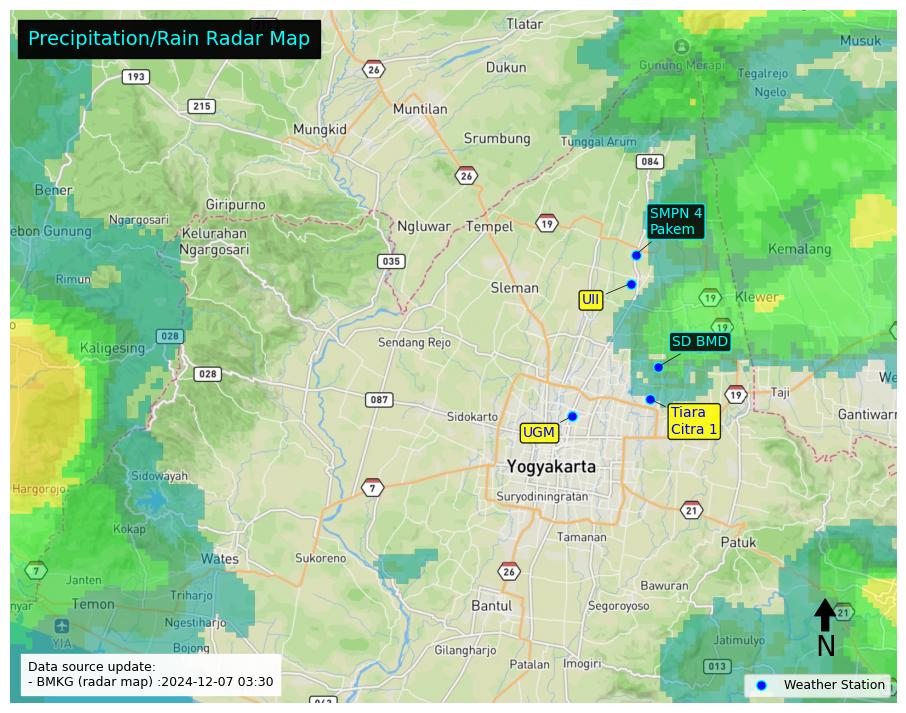 Precipitation/Rain Radar Map
Tlatar
Musuk
26
193
Dukun
Gunung Merapi
Tegalrejo
Ngelo
215
Muntilan
Mungkid
Srumbung
Tunggal Arum
084
26
Bener
Giripurno
Ngargosari
SMPN 4
Pakem
Kelurahan
Ngargosari
Ngluwar
Tempel
19
ebon Gunung
Kemalang
035
Rimun
Sleman
UII
19
Klewer
028
19
Kaligesing
Sendang Rejo
SD BMD
028
We
Taji
19
087
Sidokarto
Tiara
Citra 1
Gantiwarn
UGM
Yogyakarta
Sidowayah
7
Hargorojo
Suryodiningratan
21
Kokap
Tamanan
Patuk
Wates
Sukoreno
7
26
Janten
Bawuran
Triharjo
nyar
Temon
Bantul
Segoroyoso
21
Ngestiharjo
YIA
Jatimulyo
N
Bojong
Gilangharjo
Patalan
Imogiri
013
Data source update:
- BMKG (radar map) :2024-12-07 03:30
Weather Station